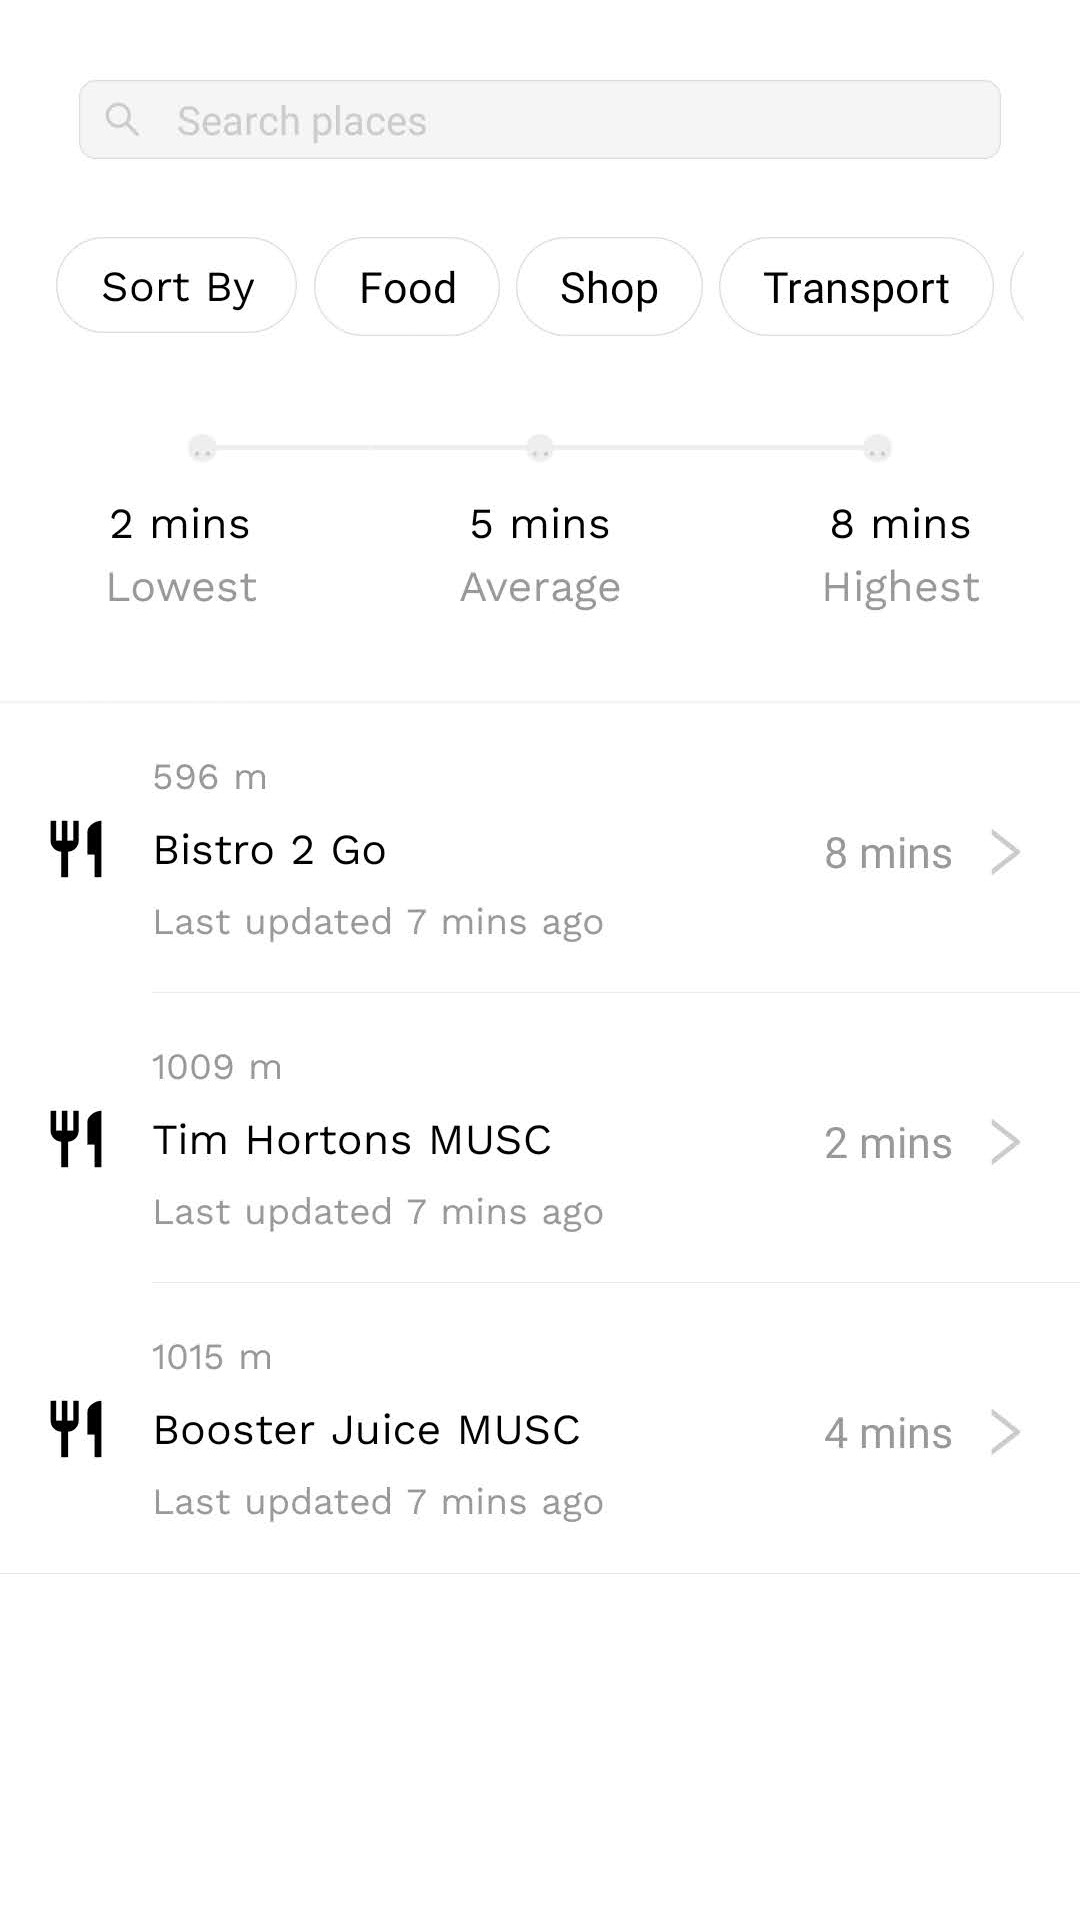 Search places
Sort By
Food
Shop
Transport
2 mins
5 mins
8 mins
Lowest
Average
Highest
596 m
Bistro 2 Go
8 mins
Last updated 7 mins ago
1009 m
Tim Hortons MUSC
2 mins
Last updated 7 mins ago
1015 m
Booster Juice MUSC
4 mins
Last updated 7 mins ago